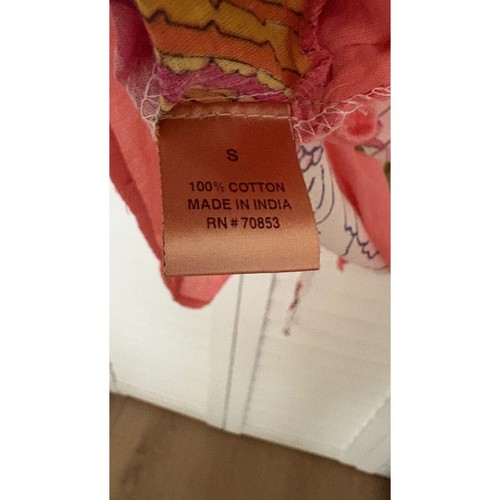 S
100% COTTON
MADE IN INDIA
RN # 70853